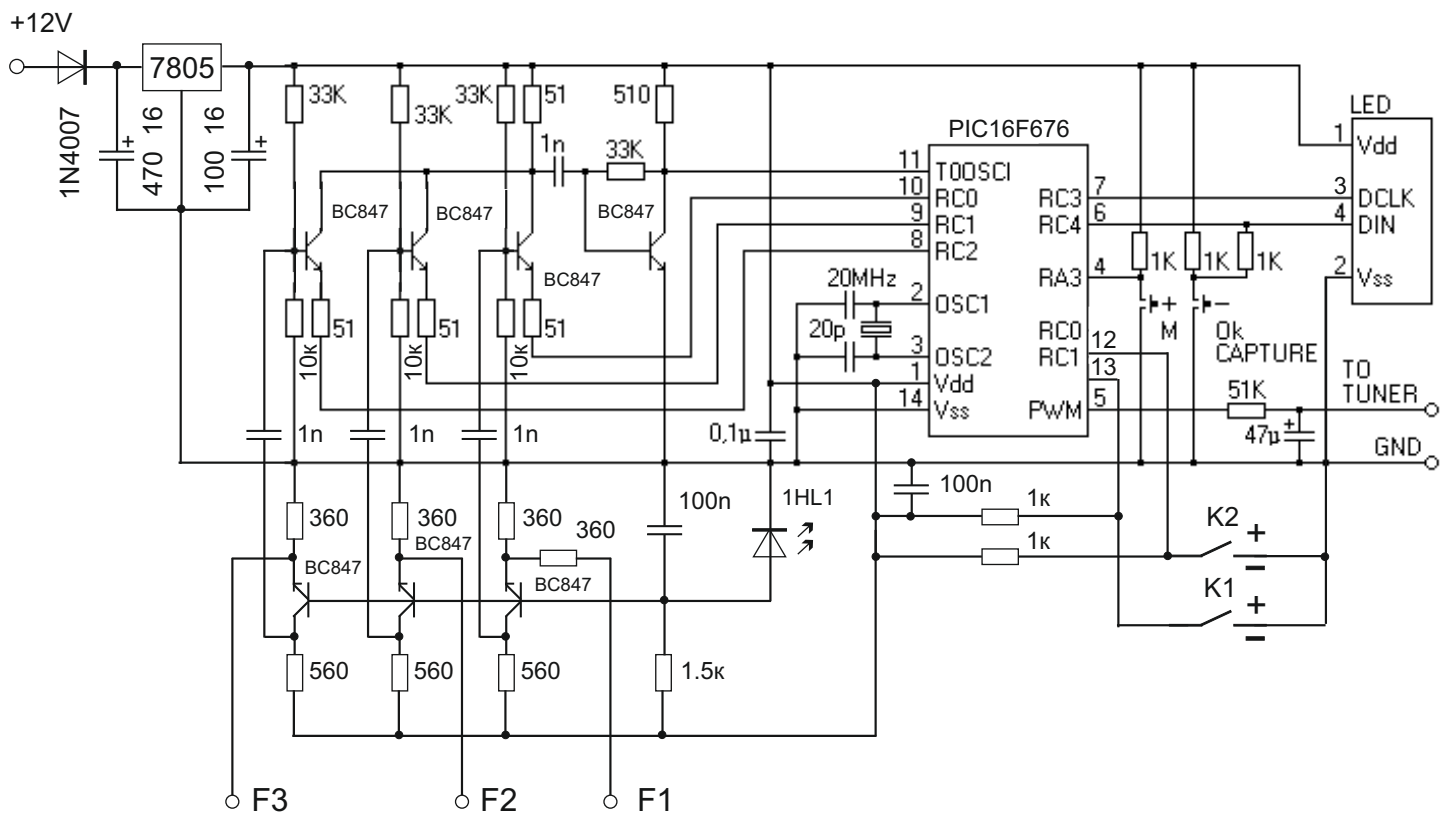 +12V
7805
1N4007
470 16
100 16
33K
33K
33K
51
510
1n
33K
BC847
BC847
BC847
BC847
51
51
51
10к
10к
10к
1n
1n
1n
0,1µ
20MHz
20p
PIC16F676
11 T0OSCI
10 RC0
9 RC1
8 RC2
2 OSC1
3 OSC2
1 Vdd
14 Vss
RC3 7
RC4 6
RA3 4
RC0 12
RC1 13
PWM 5
LED
1 Vdd
3 DCLK
4 DIN
2 Vss
1K
1K
1K
+
M
−
Ok
CAPTURE
51K
47µ
+
TO
TUNER
GND
360
360
360
360
BC847
BC847
BC847
100n
1HL1
100n
1к
1к
K2
+
−
K1
+
−
560
560
560
1.5к
F3
F2
F1